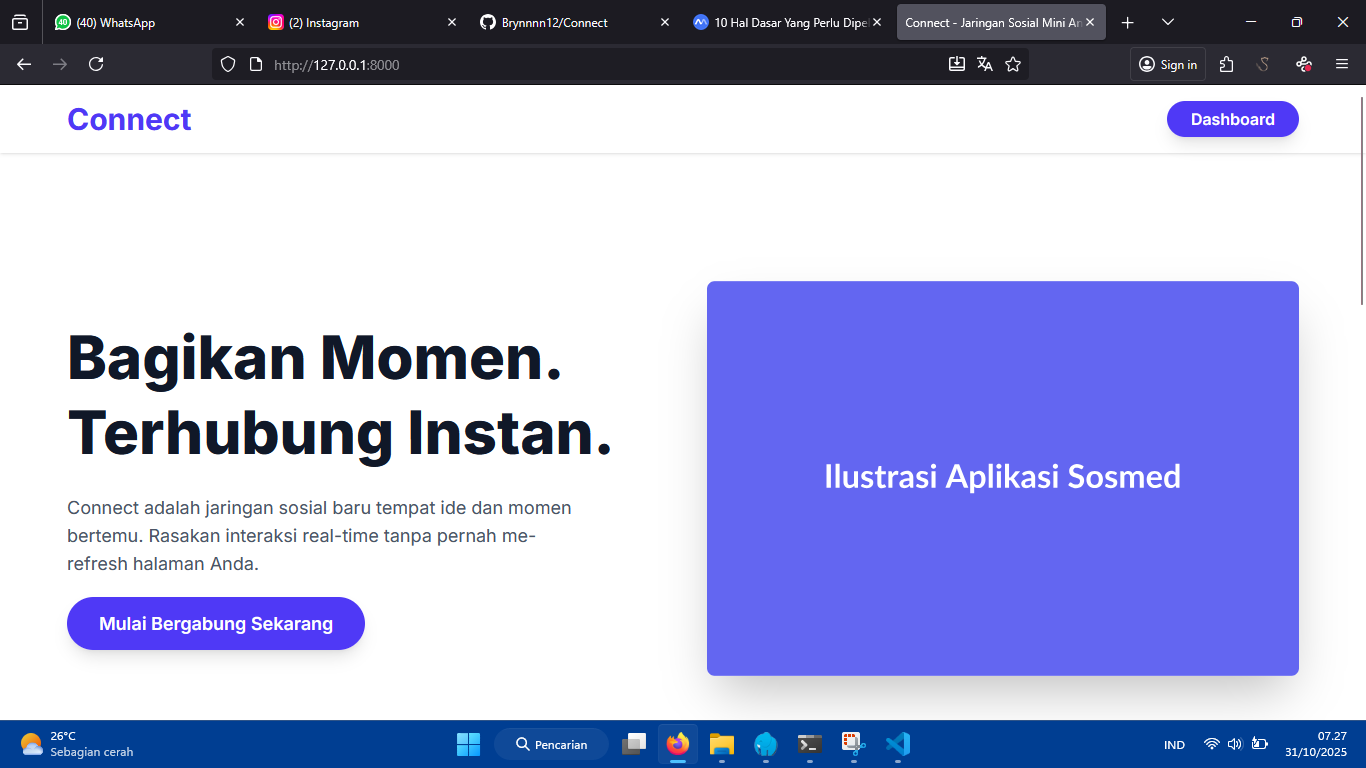 (40) WhatsApp
(2) Instagram
Brynnnn12/Connect
10 Hal Dasar Yang Perlu Dipe
Connect - Jaringan Sosial Mini An
http://127.0.0.1:8000
Sign in
Connect
Dashboard
Bagikan Momen.
Terhubung Instan.
Connect adalah jaringan sosial baru tempat ide dan momen
bertemu. Rasakan interaksi real-time tanpa pernah me-
refresh halaman Anda.
Mulai Bergabung Sekarang
Ilustrasi Aplikasi Sosmed
26°C
Sebagian cerah
Pencarian
IND
07.27
31/10/2025